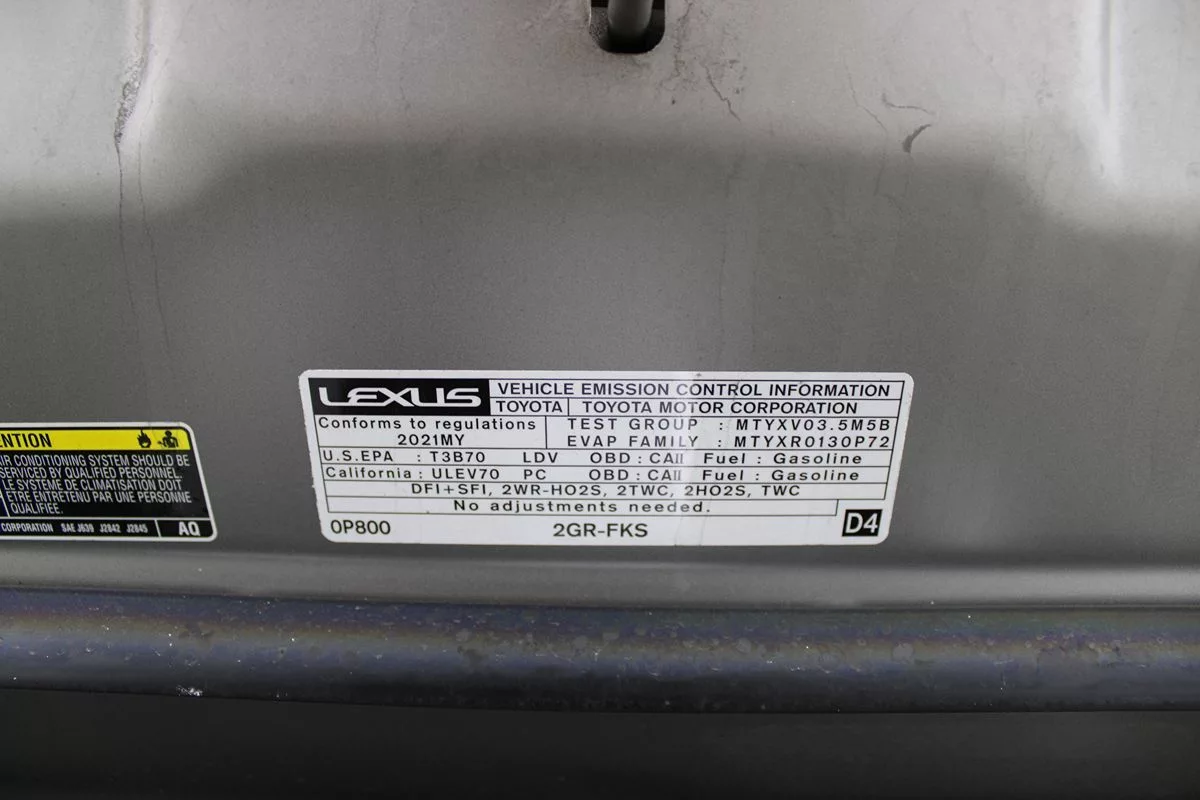 LEXUS VEHICLE EMISSION CONTROL INFORMATION
TOYOTA TOYOTA MOTOR CORPORATION
Conforms to regulations
2021MY
TEST GROUP : MTYXV03.5M5B
EVAP FAMILY : MTYXR0130P72
U.S.EPA : T3B70 LDV OBD : CAII Fuel : Gasoline
California : ULEV70 PC OBD : CAII Fuel : Gasoline
DFI+SFI, 2WR-HO2S, 2TWC, 2HO2S, TWC
No adjustments needed.
0P800 2GR-FKS D4
NTION
IR CONDITIONING SYSTEM SHOULD BE
SERVICED BY QUALIFIED PERSONNEL.
LE SYSTEME DE CLIMATISATION DOIT
ETRE ENTRETENU PAR UNE PERSONNE
QUALIFIEE.
CORPORATION SAE J639 J2842 J2845 AQ